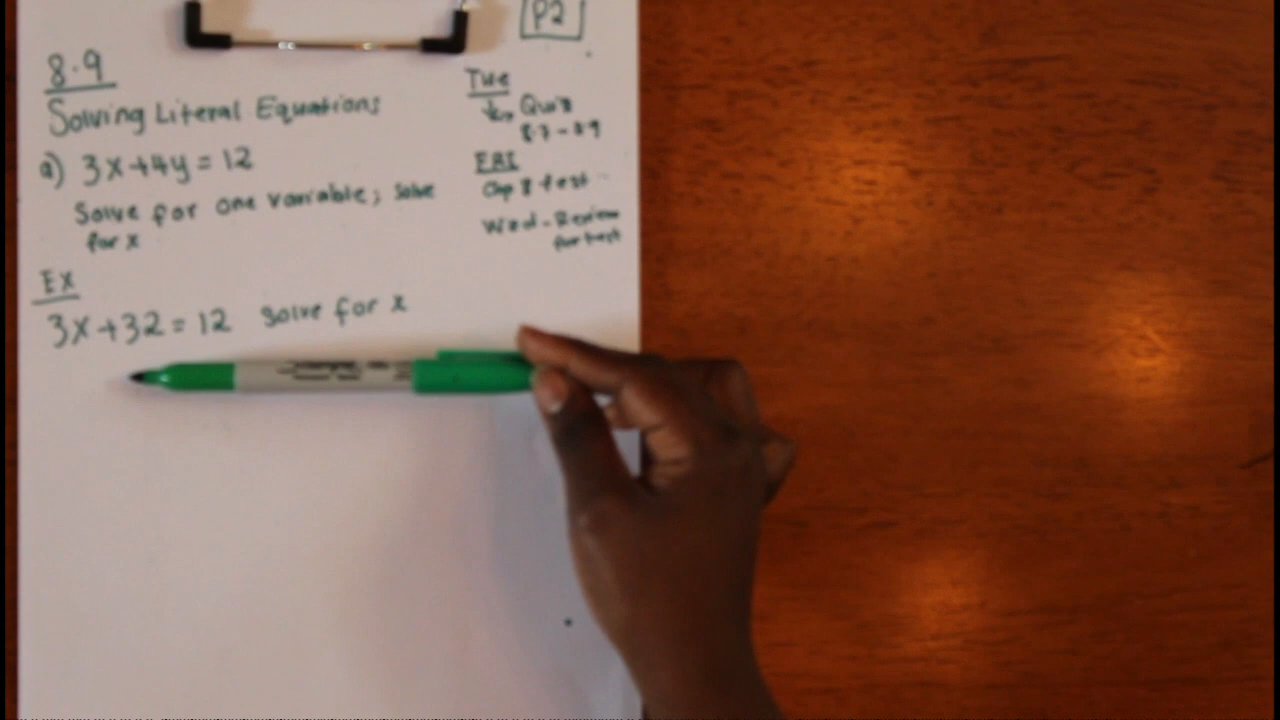 P2
8.9
Solving Literal Equations
a) 3x+4y = 12
Solve for one variable; solve
for x
Tue
Quiz
8.7-8.9
FRI
Chp 8 test
Wed - Review
for test
Ex
3x+32 = 12 solve for x